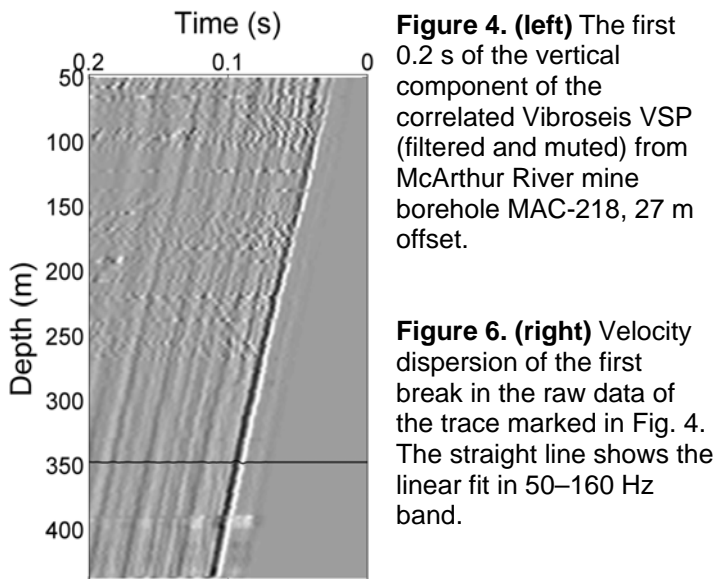 Time (s)
0.2 0.1 0
Depth (m)
50
100
150
200
250
300
350
400
Figure 4. (left) The first
0.2 s of the vertical
component of the
correlated Vibroseis VSP
(filtered and muted) from
McArthur River mine
borehole MAC-218, 27 m
offset.
Figure 6. (right) Velocity
dispersion of the first
break in the raw data of
the trace marked in Fig. 4.
The straight line shows the
linear fit in 50–160 Hz
band.